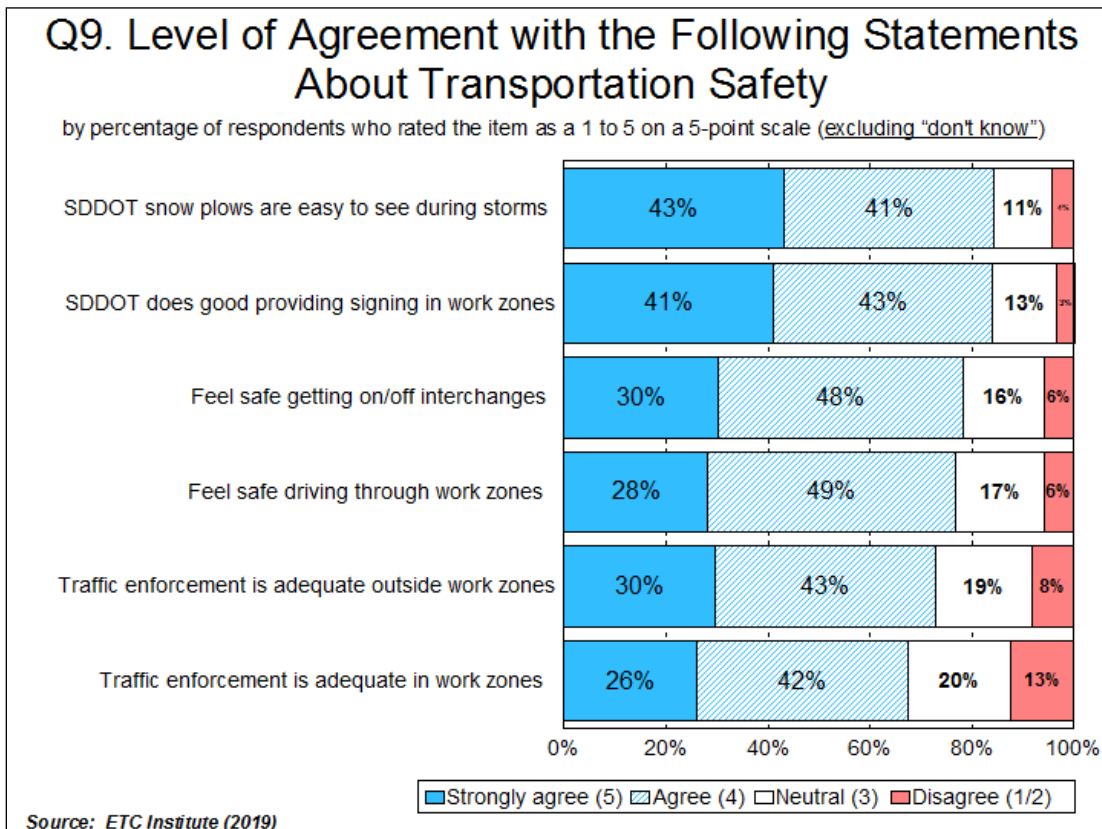 Q9. Level of Agreement with the Following Statements
About Transportation Safety
by percentage of respondents who rated the item as a 1 to 5 on a 5-point scale (excluding "don't know")
SDDOT snow plows are easy to see during storms
43% 41% 11% 4%
SDDOT does good providing signing in work zones
41% 43% 13% 3%
Feel safe getting on/off interchanges
30% 48% 16% 6%
Feel safe driving through work zones
28% 49% 17% 6%
Traffic enforcement is adequate outside work zones
30% 43% 19% 8%
Traffic enforcement is adequate in work zones
26% 42% 20% 13%
0% 20% 40% 60% 80% 100%
Strongly agree (5) Agree (4) Neutral (3) Disagree (1/2)
Source: ETC Institute (2019)